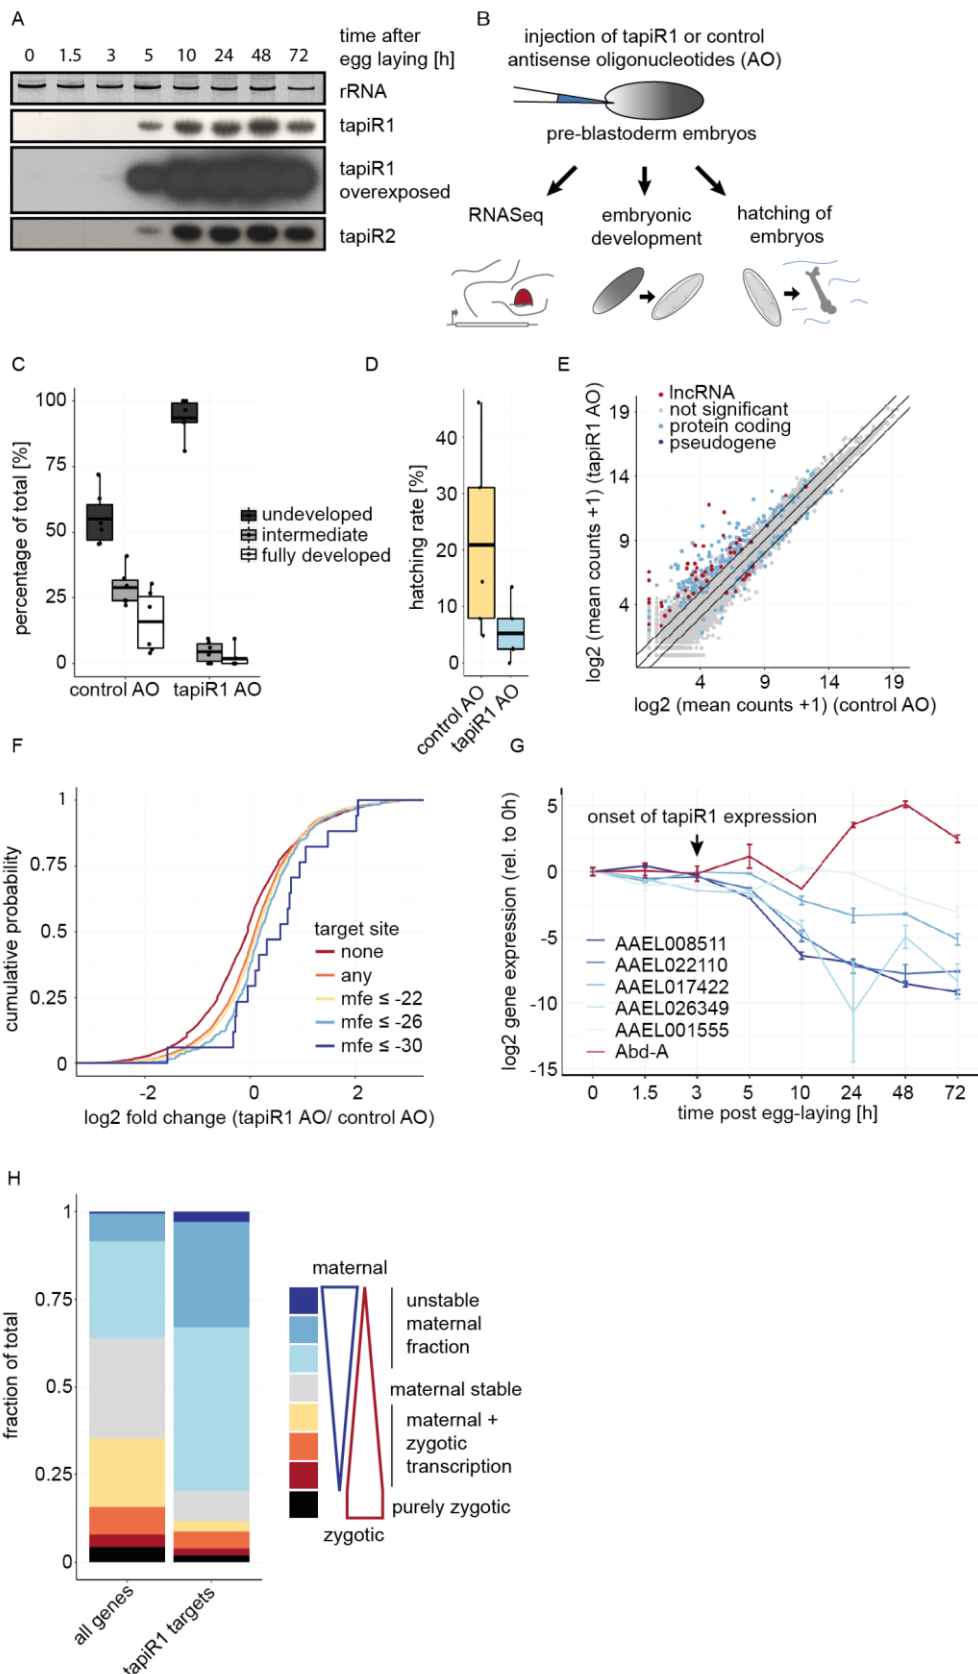 A
0 1.5 3 5 10 24 48 72
time after
egg laying [h]
rRNA
tapiR1
tapiR1
overexposed
tapiR2
B
injection of tapiR1 or control
antisense oligonucleotides (AO)
pre-blastoderm embryos
RNASeq
embryonic
development
hatching of
embryos
C
percentage of total [%]
100
75
50
25
0
undeveloped
intermediate
fully developed
control AO
tapiR1 AO
D
hatching rate [%]
40
30
20
10
0
control AO
tapiR1 AO
E
log2 (mean counts +1) (tapiR1 AO)
19
14
9
4
lncRNA
not significant
protein coding
pseudogene
4 9 14 19
log2 (mean counts +1) (control AO)
F
cumulative probability
1
0.75
0.5
0.25
0
target site
none
any
mfe ≤ -22
mfe ≤ -26
mfe ≤ -30
-2 0 2
log2 fold change (tapiR1 AO/ control AO)
G
log2 gene expression (rel. to 0h)
5
0
-5
-10
-15
onset of tapiR1 expression
AAEL008511
AAEL022110
AAEL017422
AAEL026349
AAEL001555
Abd-A
0 1.5 3 5 10 24 48 72
time post egg-laying [h]
H
fraction of total
1
0.75
0.5
0.25
0
all genes
tapiR1 targets
maternal
unstable
maternal
fraction
maternal stable
maternal +
zygotic
transcription
purely zygotic
zygotic